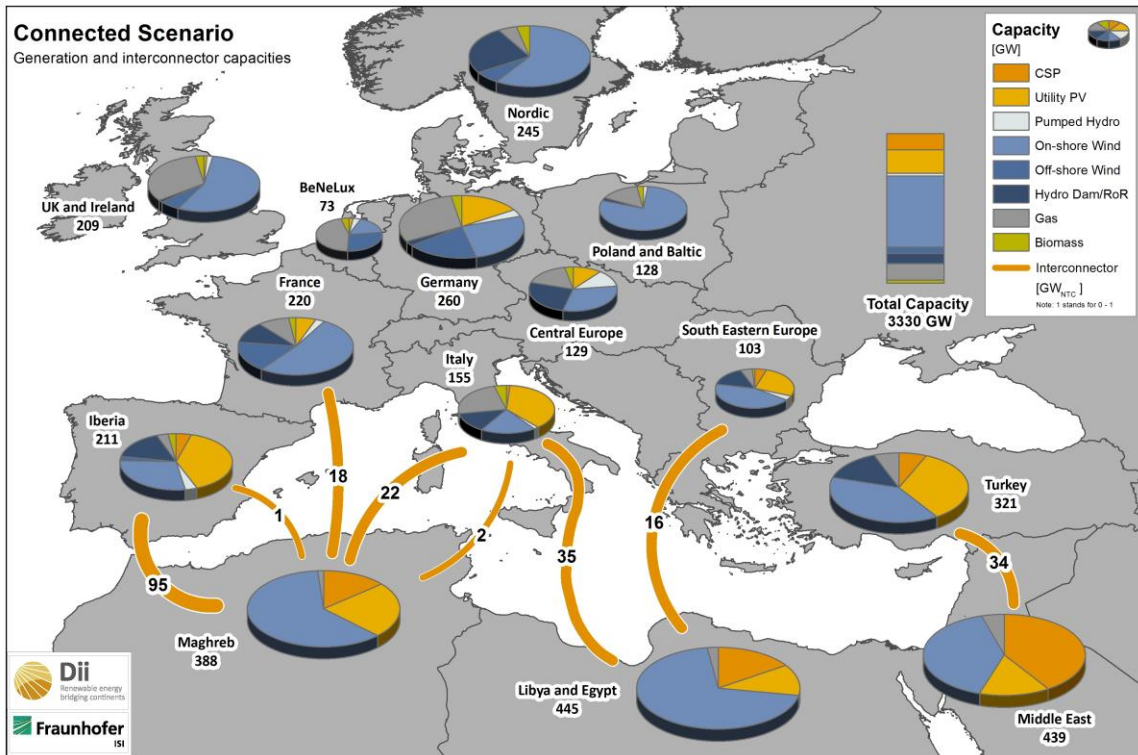 Connected Scenario
Generation and interconnector capacities
Nordic
245
UK and Ireland
209
BeNeLux
73
Germany
260
Poland and Baltic
128
France
220
Central Europe
129
South Eastern Europe
103
Italy
155
Iberia
211
Turkey
321
Maghreb
388
Libya and Egypt
445
Middle East
439
95
1
18
22
2
35
16
34
Total Capacity
3330 GW
Capacity
[GW]
CSP
Utility PV
Pumped Hydro
On-shore Wind
Off-shore Wind
Hydro Dam/RoR
Gas
Biomass
Interconnector
[GW NTC ]
Note: 1 stands for 0 - 1
Dii
Renewable energy
bridging continents
Fraunhofer
ISI